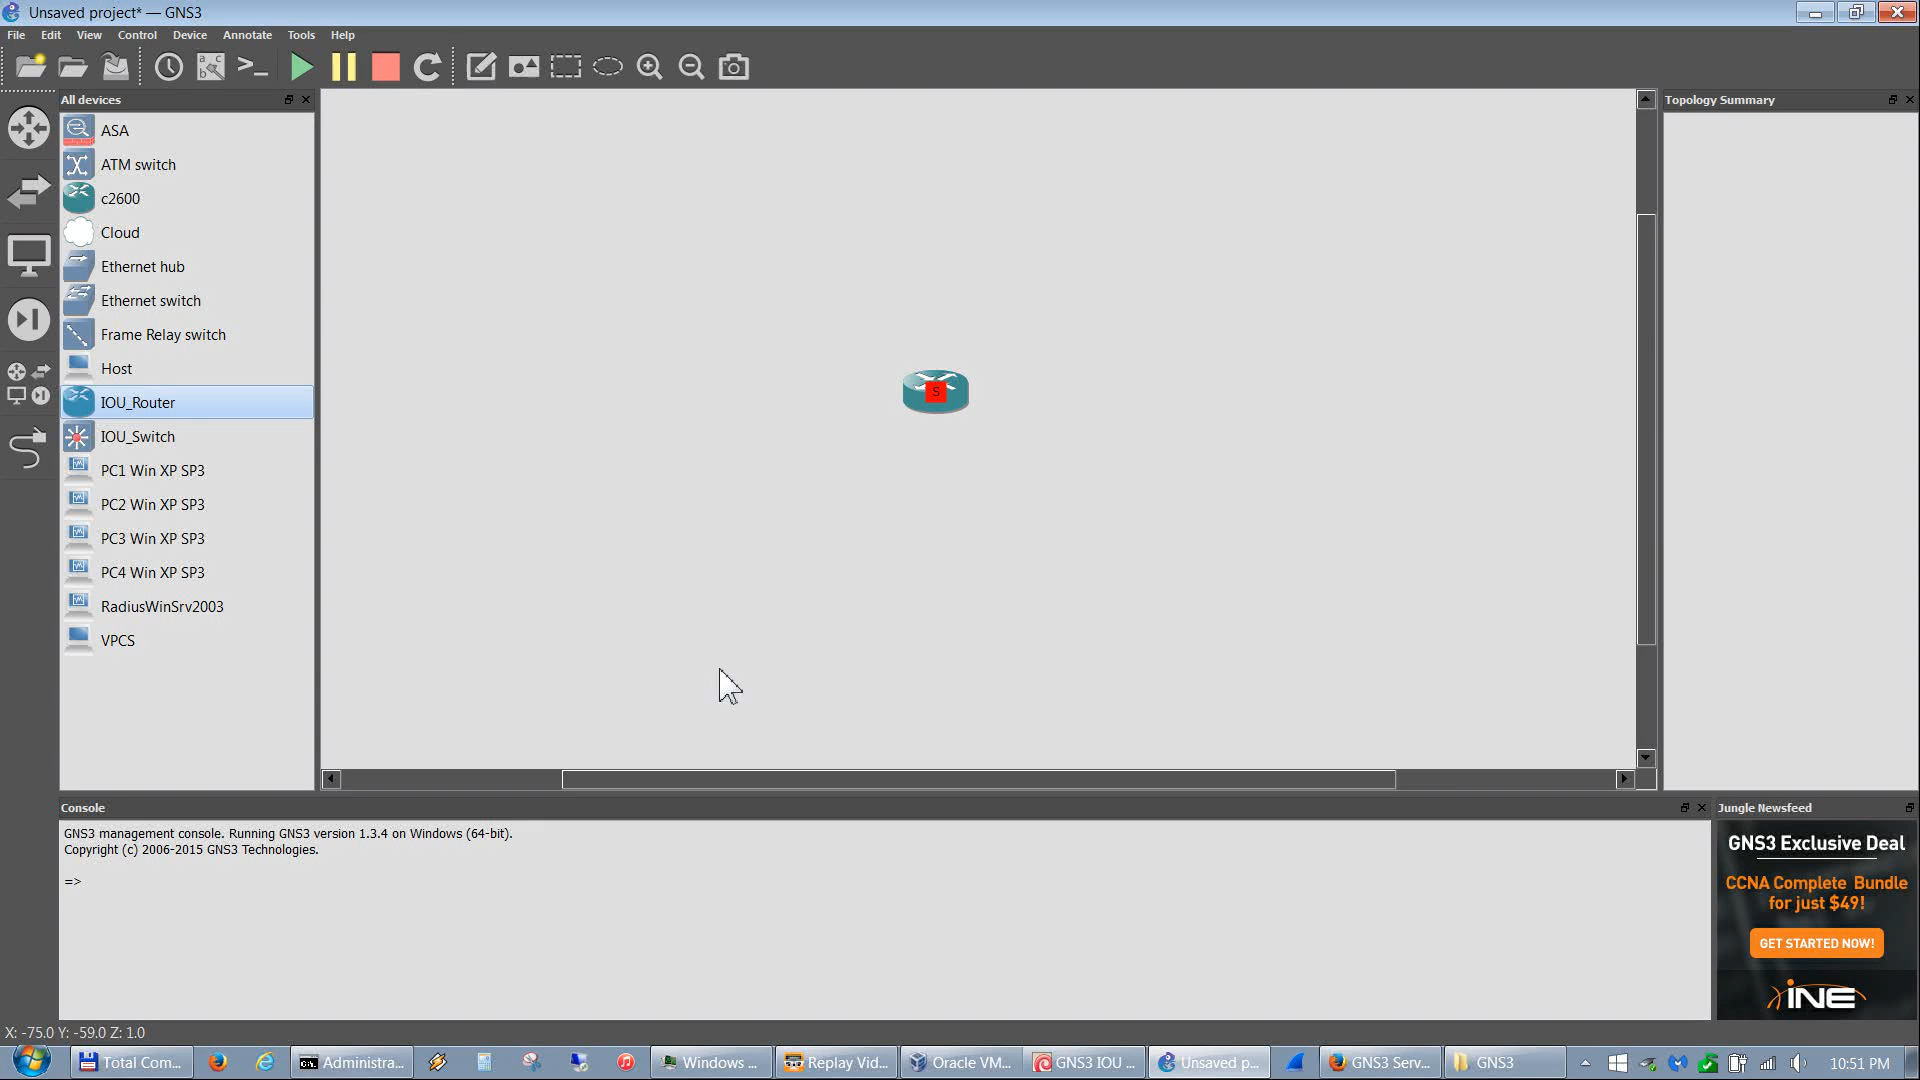 Unsaved project* — GNS3
File Edit View Control Device Annotate Tools Help
All devices
Topology Summary
ASA
ATM switch
c2600
Cloud
Ethernet hub
Ethernet switch
Frame Relay switch
Host
IOU_Router
IOU_Switch
PC1 Win XP SP3
PC2 Win XP SP3
PC3 Win XP SP3
PC4 Win XP SP3
RadiusWinSrv2003
VPCS
S
Console
GNS3 management console. Running GNS3 version 1.3.4 on Windows (64-bit).
Copyright (c) 2006-2015 GNS3 Technologies.
=>
Jungle Newsfeed
GNS3 Exclusive Deal
CCNA Complete Bundle
for just $49!
GET STARTED NOW!
INE
X: -75.0 Y: -59.0 Z: 1.0
Total Com... Administra... Windows ... Replay Vid... Oracle VM... GNS3 IOU ... Unsaved p... GNS3 Serv... GNS3 10:51 PM